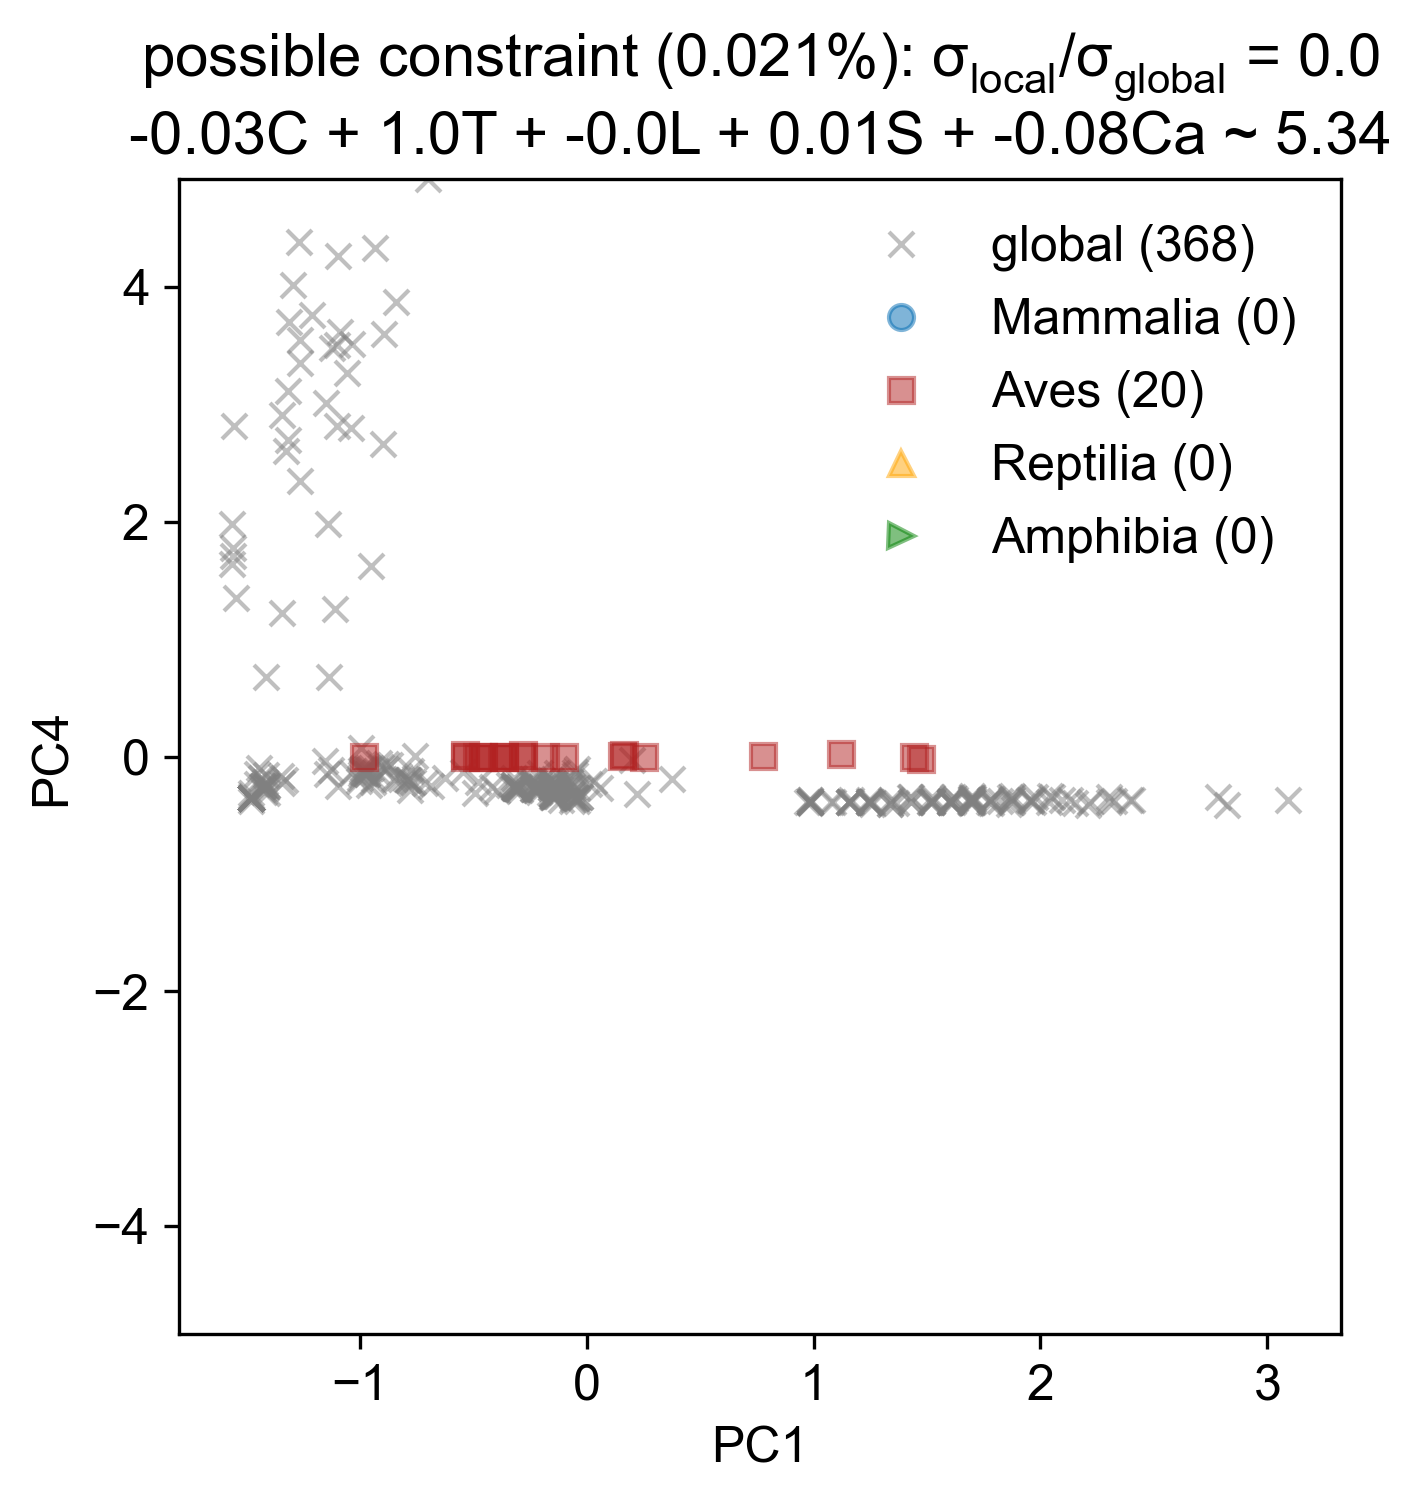 possible constraint (0.021%): σlocal/σglobal = 0.0
-0.03C + 1.0T + -0.0L + 0.01S + -0.08Ca ~ 5.34
global (368)
Mammalia (0)
Aves (20)
Reptilia (0)
Amphibia (0)
4
2
0
−2
−4
PC4
−1 0 1 2 3
PC1